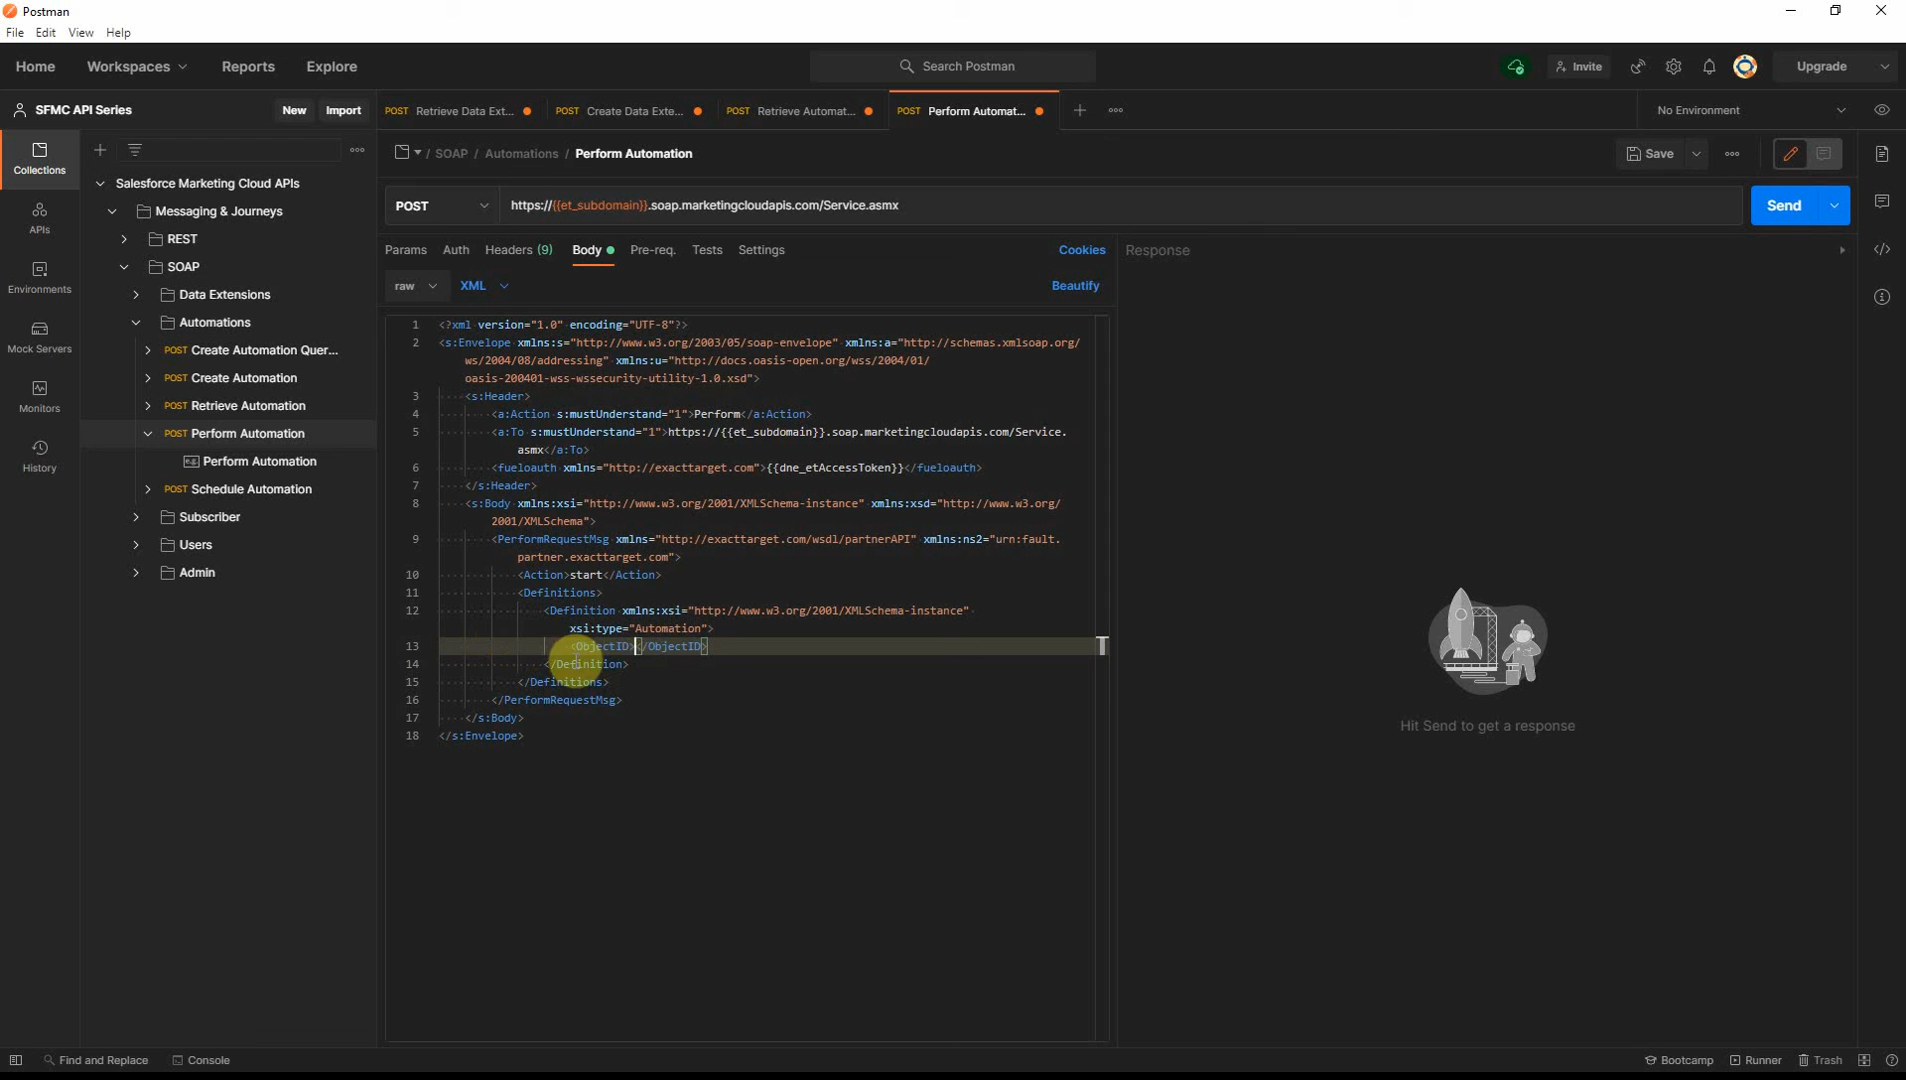 Postman
File Edit View Help
Home Workspaces Reports Explore Search Postman Invite Upgrade
SFMC API Series New Import
POST Retrieve Data Ext... POST Create Data Exte... POST Retrieve Automat... POST Perform Automat... No Environment
Collections
APIs
Environments
Mock Servers
Monitors
History
Salesforce Marketing Cloud APIs
Messaging & Journeys
REST
SOAP
Data Extensions
Automations
POST Create Automation Quer...
POST Create Automation
POST Retrieve Automation
POST Perform Automation
e.g. Perform Automation
POST Schedule Automation
Subscriber
Users
Admin
/ SOAP / Automations / Perform Automation Save
POST https://{{et_subdomain}}.soap.marketingcloudapis.com/Service.asmx Send
Params Auth Headers (9) Body Pre-req. Tests Settings Cookies
raw XML Beautify
1 <?xml version="1.0" encoding="UTF-8"?>
2 <s:Envelope xmlns:s="http://www.w3.org/2003/05/soap-envelope" xmlns:a="http://schemas.xmlsoap.org/
ws/2004/08/addressing" xmlns:u="http://docs.oasis-open.org/wss/2004/01/
oasis-200401-wss-wssecurity-utility-1.0.xsd">
3 <s:Header>
4 <a:Action s:mustUnderstand="1">Perform</a:Action>
5 <a:To s:mustUnderstand="1">https://{{et_subdomain}}.soap.marketingcloudapis.com/Service.
asmx</a:To>
6 <fueloauth xmlns="http://exacttarget.com">{{dne_etAccessToken}}</fueloauth>
7 </s:Header>
8 <s:Body xmlns:xsi="http://www.w3.org/2001/XMLSchema-instance" xmlns:xsd="http://www.w3.org/
2001/XMLSchema">
9 <PerformRequestMsg xmlns="http://exacttarget.com/wsdl/partnerAPI" xmlns:ns2="urn:fault.
partner.exacttarget.com">
10 <Action>start</Action>
11 <Definitions>
12 <Definition xmlns:xsi="http://www.w3.org/2001/XMLSchema-instance"
xsi:type="Automation">
13 <ObjectID></ObjectID>
14 </Definition>
15 </Definitions>
16 </PerformRequestMsg>
17 </s:Body>
18 </s:Envelope>
Response
Hit Send to get a response
Find and Replace Console Bootcamp Runner Trash